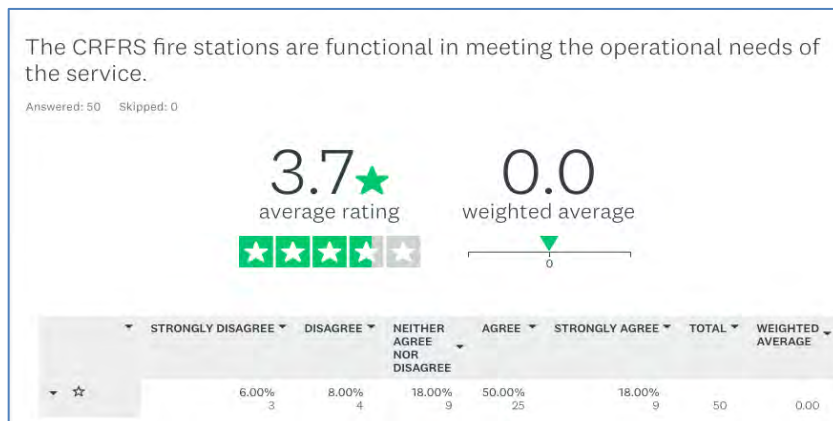 The CRFRS fire stations are functional in meeting the operational needs of
the service.
Answered: 50 Skipped: 0
3.7 0.0
average rating weighted average
0
STRONGLY DISAGREE DISAGREE NEITHER AGREE STRONGLY AGREE TOTAL WEIGHTED
AGREE AVERAGE
NOR
DISAGREE
6.00% 8.00% 18.00% 50.00% 18.00%
3 4 9 25 9 50 0.00